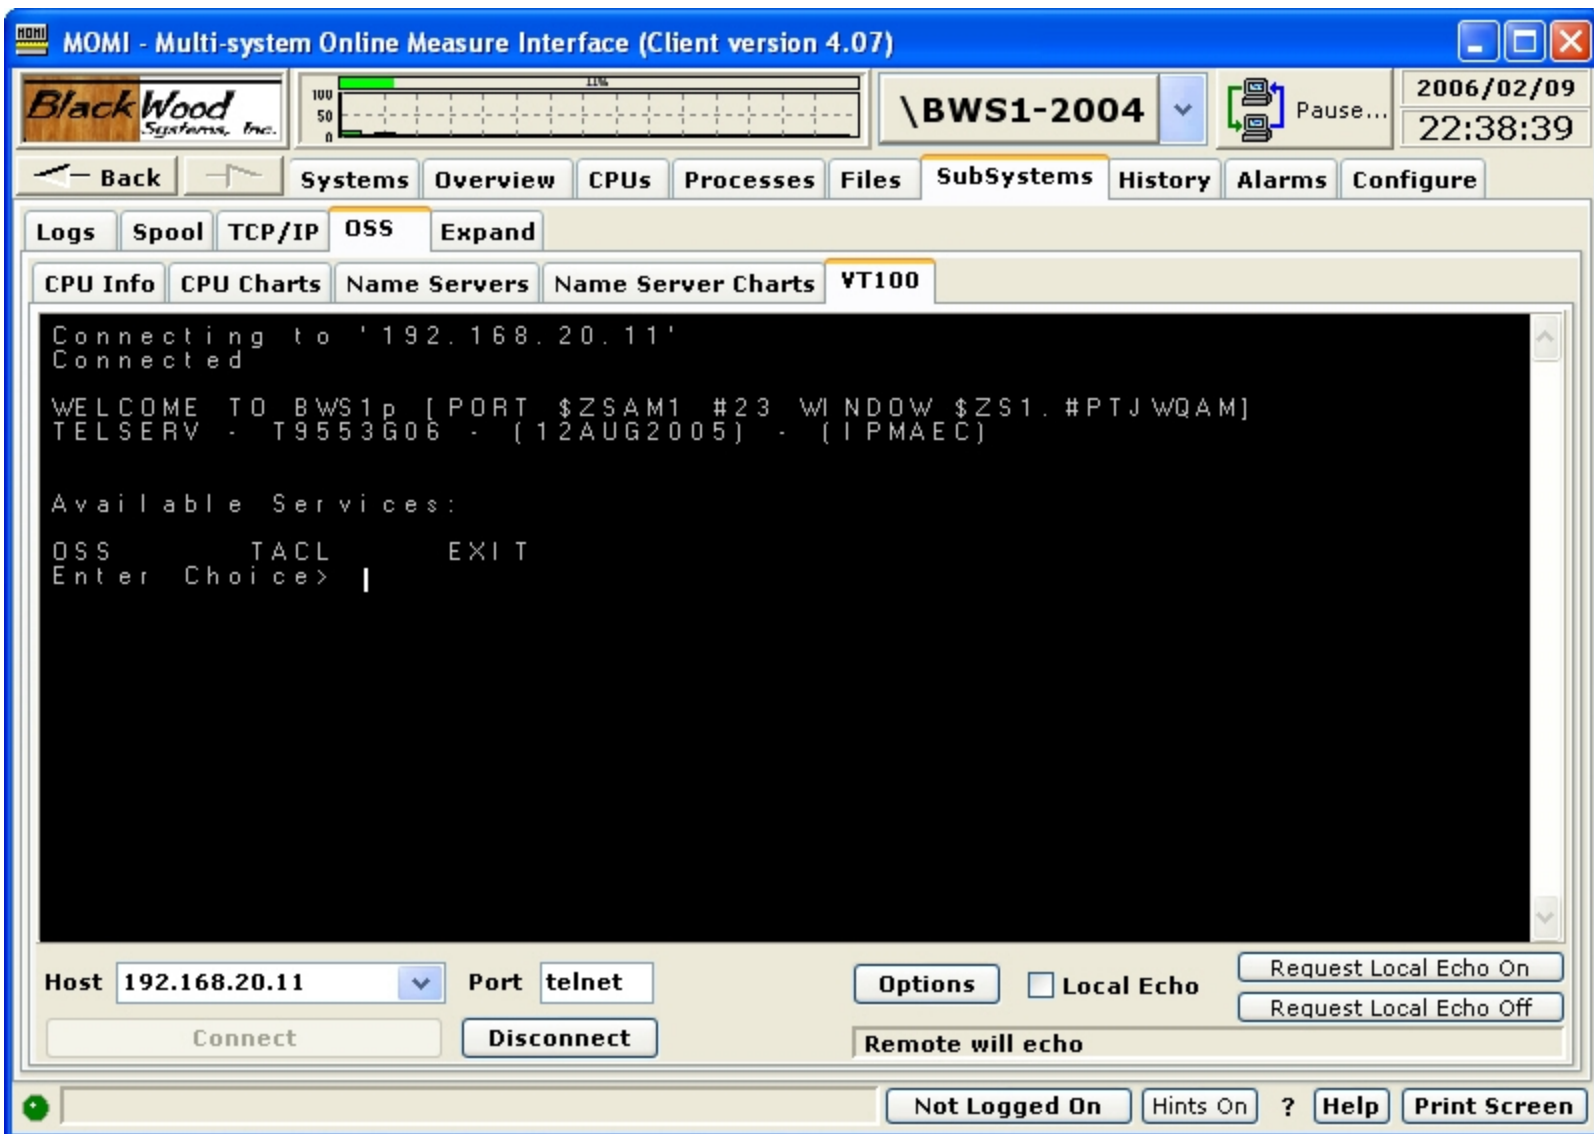 MOMI
MOMI - Multi-system Online Measure Interface (Client version 4.07)
BlackWood
Systems, Inc.
11%
100
50
0
\BWS1-2004
Pause...
2006/02/09
22:38:39
Back Systems Overview CPUs Processes Files SubSystems History Alarms Configure
Logs Spool TCP/IP OSS Expand
CPU Info CPU Charts Name Servers Name Server Charts VT100
Connecting to '192.168.20.11'
Connected
WELCOME TO BWS1p [PORT $ZSAM1 #23 WINDOW $ZS1.#PTJWQAM]
TELSERV - T9553G06 - (12AUG2005) - (IPMAEC)
Available Services:
OSS TACL EXIT
Enter Choice>
Host 192.168.20.11 Port telnet Options Local Echo Request Local Echo On
Request Local Echo Off
Connect Disconnect Remote will echo
Not Logged On Hints On ? Help Print Screen